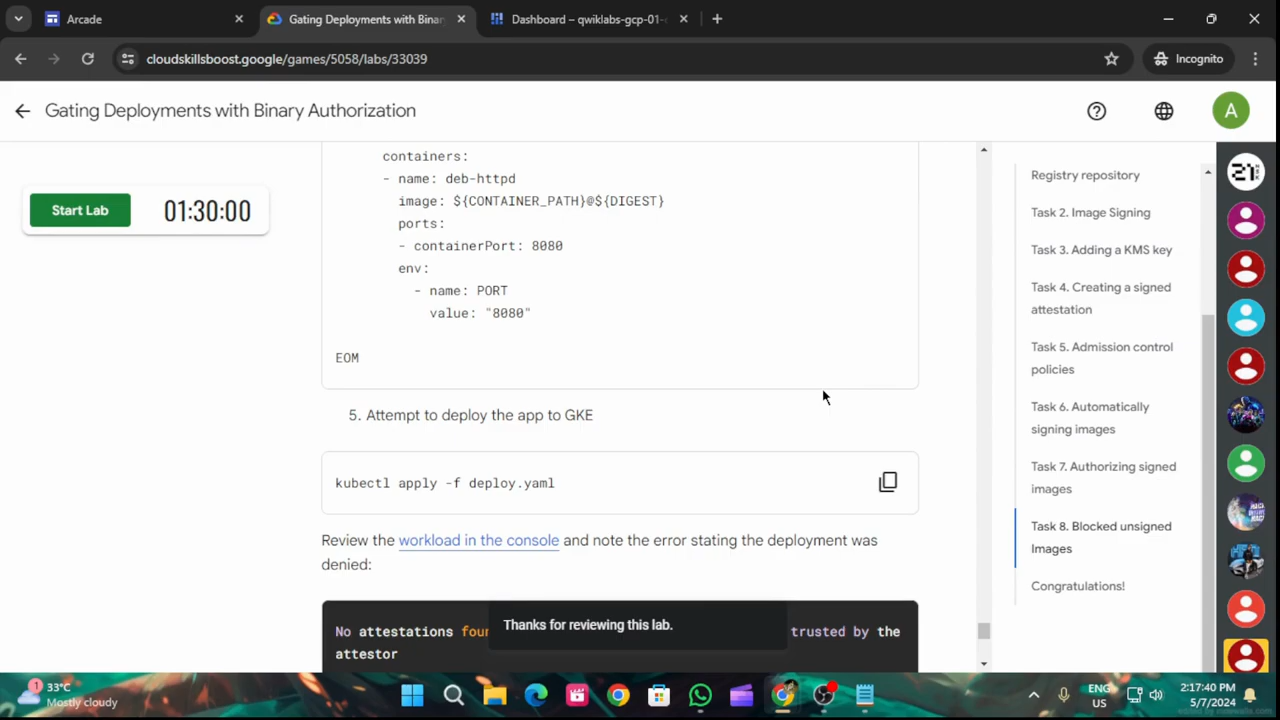 Arcade
Gating Deployments with Binar
Dashboard – qwiklabs-gcp-01-
cloudskillsboost.google/games/5058/labs/33039
Incognito
Gating Deployments with Binary Authorization
A
Start Lab
01:30:00
containers:
- name: deb-httpd
image: ${CONTAINER_PATH}@${DIGEST}
ports:
- containerPort: 8080
env:
- name: PORT
value: "8080"
EOM
5. Attempt to deploy the app to GKE
kubectl apply -f deploy.yaml
Review the workload in the console and note the error stating the deployment was
denied:
No attestations foun
trusted by the
attestor
Thanks for reviewing this lab.
Registry repository
Task 2. Image Signing
Task 3. Adding a KMS key
Task 4. Creating a signed
attestation
Task 5. Admission control
policies
Task 6. Automatically
signing images
Task 7. Authorizing signed
images
Task 8. Blocked unsigned
Images
Congratulations!
21
1
33°C
Mostly cloudy
ENG
US
2:17:40 PM
5/7/2024